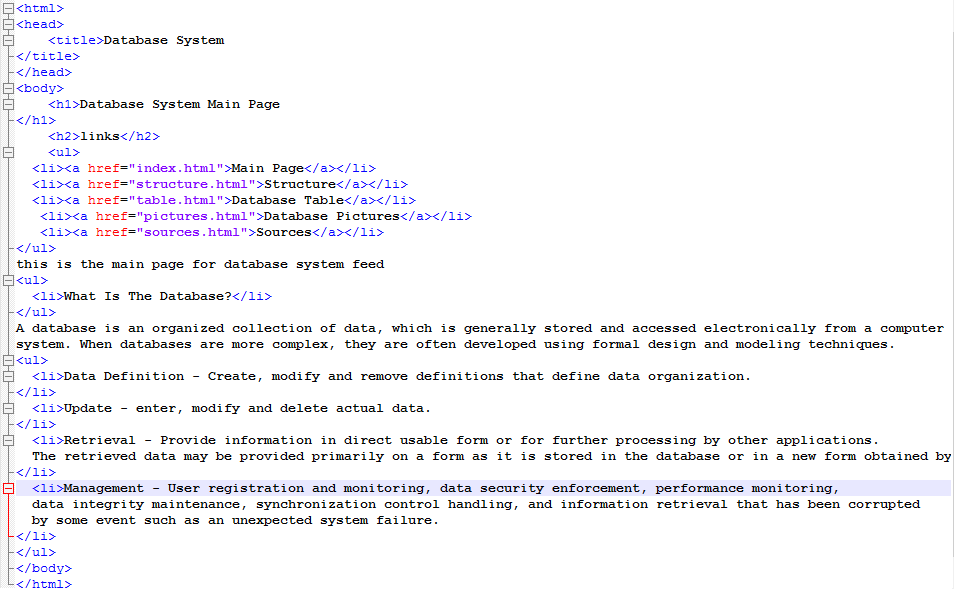 <html>
<head>
    <title>Database System
</title>
</head>
<body>
    <h1>Database System Main Page
</h1>
    <h2>links</h2>
    <ul>
  <li><a href="index.html">Main Page</a></li>
  <li><a href="structure.html">Structure</a></li>
  <li><a href="table.html">Database Table</a></li>
   <li><a href="pictures.html">Database Pictures</a></li>
   <li><a href="sources.html">Sources</a></li>
</ul>
this is the main page for database system feed
<ul>
  <li>What Is The Database?</li>
</ul>
A database is an organized collection of data, which is generally stored and accessed electronically from a computer
system. When databases are more complex, they are often developed using formal design and modeling techniques.
<ul>
  <li>Data Definition - Create, modify and remove definitions that define data organization.
</li>
  <li>Update - enter, modify and delete actual data.
</li>
  <li>Retrieval - Provide information in direct usable form or for further processing by other applications.
  The retrieved data may be provided primarily on a form as it is stored in the database or in a new form obtained by
</li>
  <li>Management - User registration and monitoring, data security enforcement, performance monitoring,
  data integrity maintenance, synchronization control handling, and information retrieval that has been corrupted
  by some event such as an unexpected system failure.
</li>
</ul>
</body>
</html>